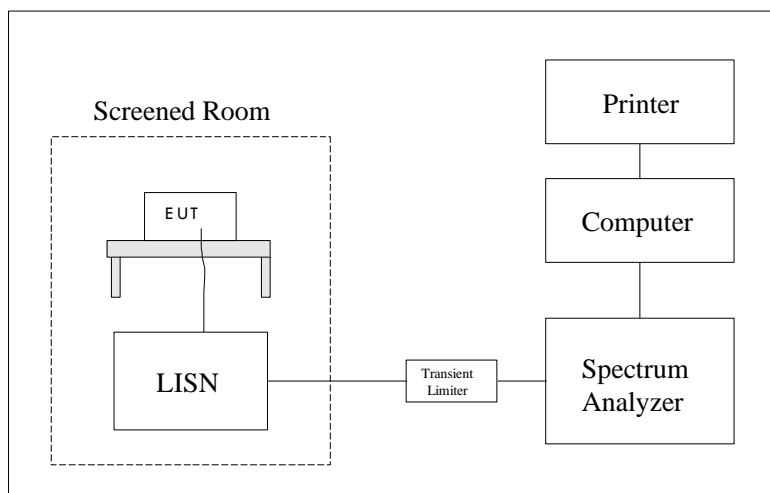 Screened Room
EUT
LISN
Transient
Limiter
Printer
Computer
Spectrum
Analyzer